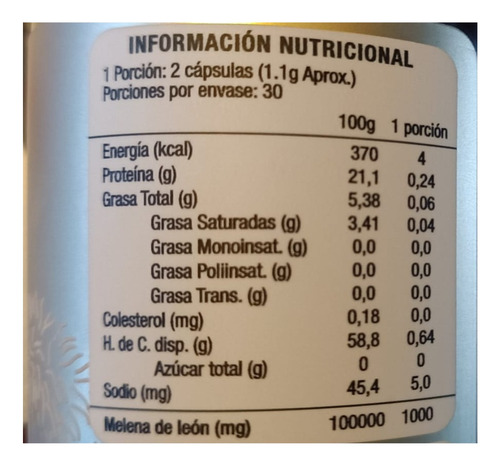 INFORMACIÓN NUTRICIONAL
1 Porción: 2 cápsulas (1.1g Aprox.)
Porciones por envase: 30
100g 1 porción
Energía (kcal) 370 4
Proteína (g) 21,1 0,24
Grasa Total (g) 5,38 0,06
Grasa Saturadas (g) 3,41 0,04
Grasa Monoinsat. (g) 0,0 0,0
Grasa Poliinsat. (g) 0,0 0,0
Grasa Trans. (g) 0,0 0,0
Colesterol (mg) 0,18 0,0
H. de C. disp. (g) 58,8 0,64
Azúcar total (g) 0 0
Sodio (mg) 45,4 5,0
Melena de león (mg) 100000 1000